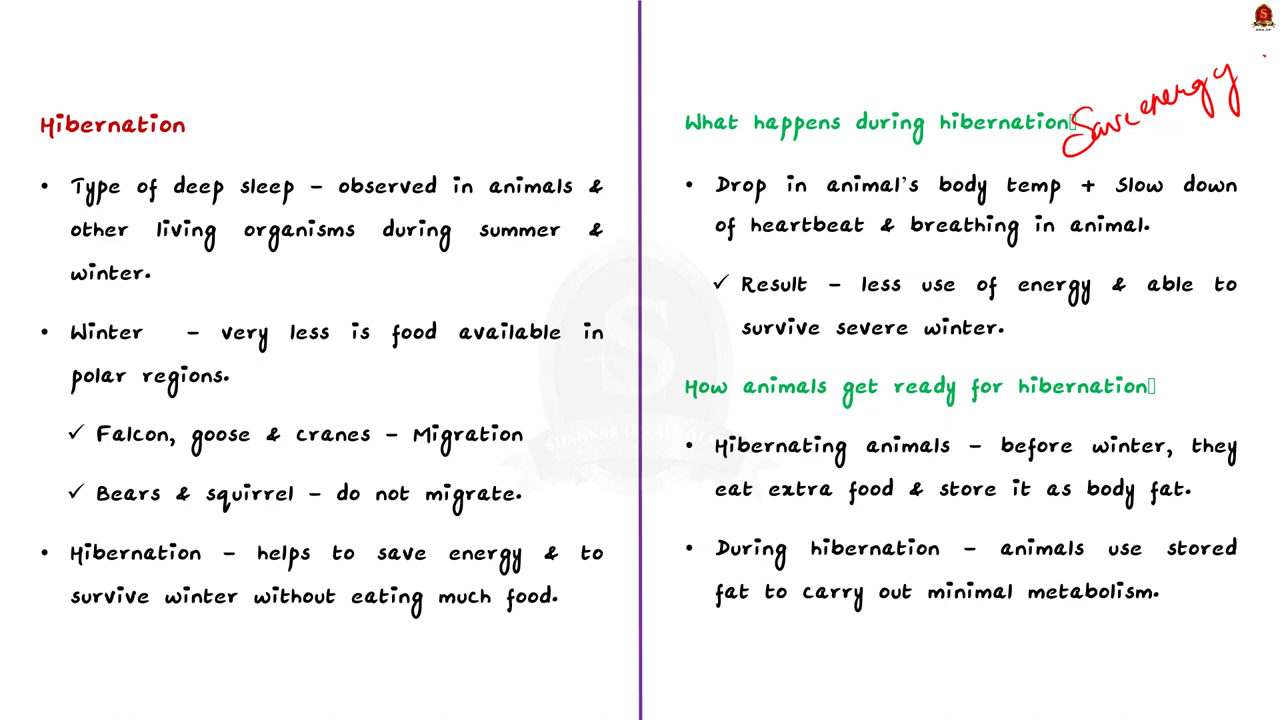 Hibernation
• Type of deep sleep – observed in animals &
other living organisms during summer &
winter.
• Winter – very less is food available in
polar regions.
✓ Falcon, goose & cranes – Migration
✓ Bears & squirrel – do not migrate.
• Hibernation – helps to save energy & to
survive winter without eating much food.
What happens during hibernation
Save energy
• Drop in animal's body temp + Slow down
of heartbeat & breathing in animal.
✓ Result – less use of energy & able to
survive severe winter.
How animals get ready for hibernation
• Hibernating animals – before winter, they
eat extra food & store it as body fat.
• During hibernation – animals use stored
fat to carry out minimal metabolism.